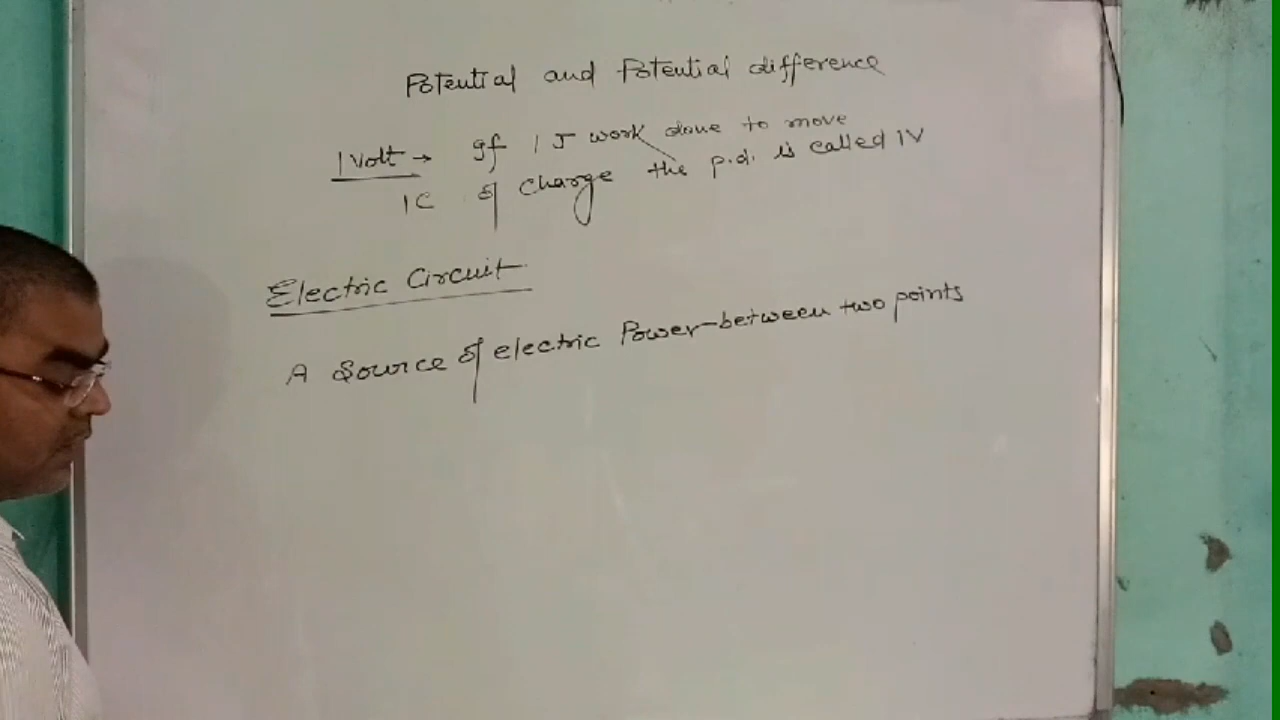 Potential and Potential difference
1 Volt → If 1 J work done to move
1C of charge the p.d. is called 1V
Electric Circuit
A Source of electric Power between two points